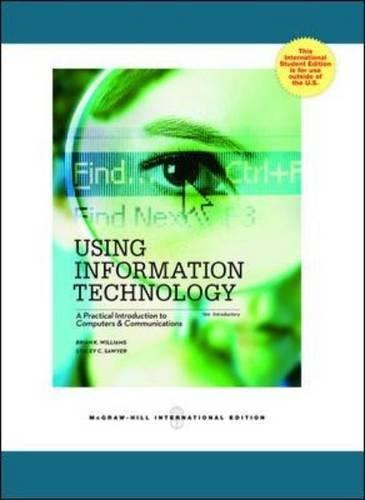 This
International
Student Edition
is for use
outside of
the U.S.
Find... Ctrl+F
Find Next F3
USING
INFORMATION
TECHNOLOGY
A Practical Introduction to
Computers & Communications
Introductory
BRIAN K. WILLIAMS
STACEY C. SAWYER
McGRAW-HILL INTERNATIONAL EDITION